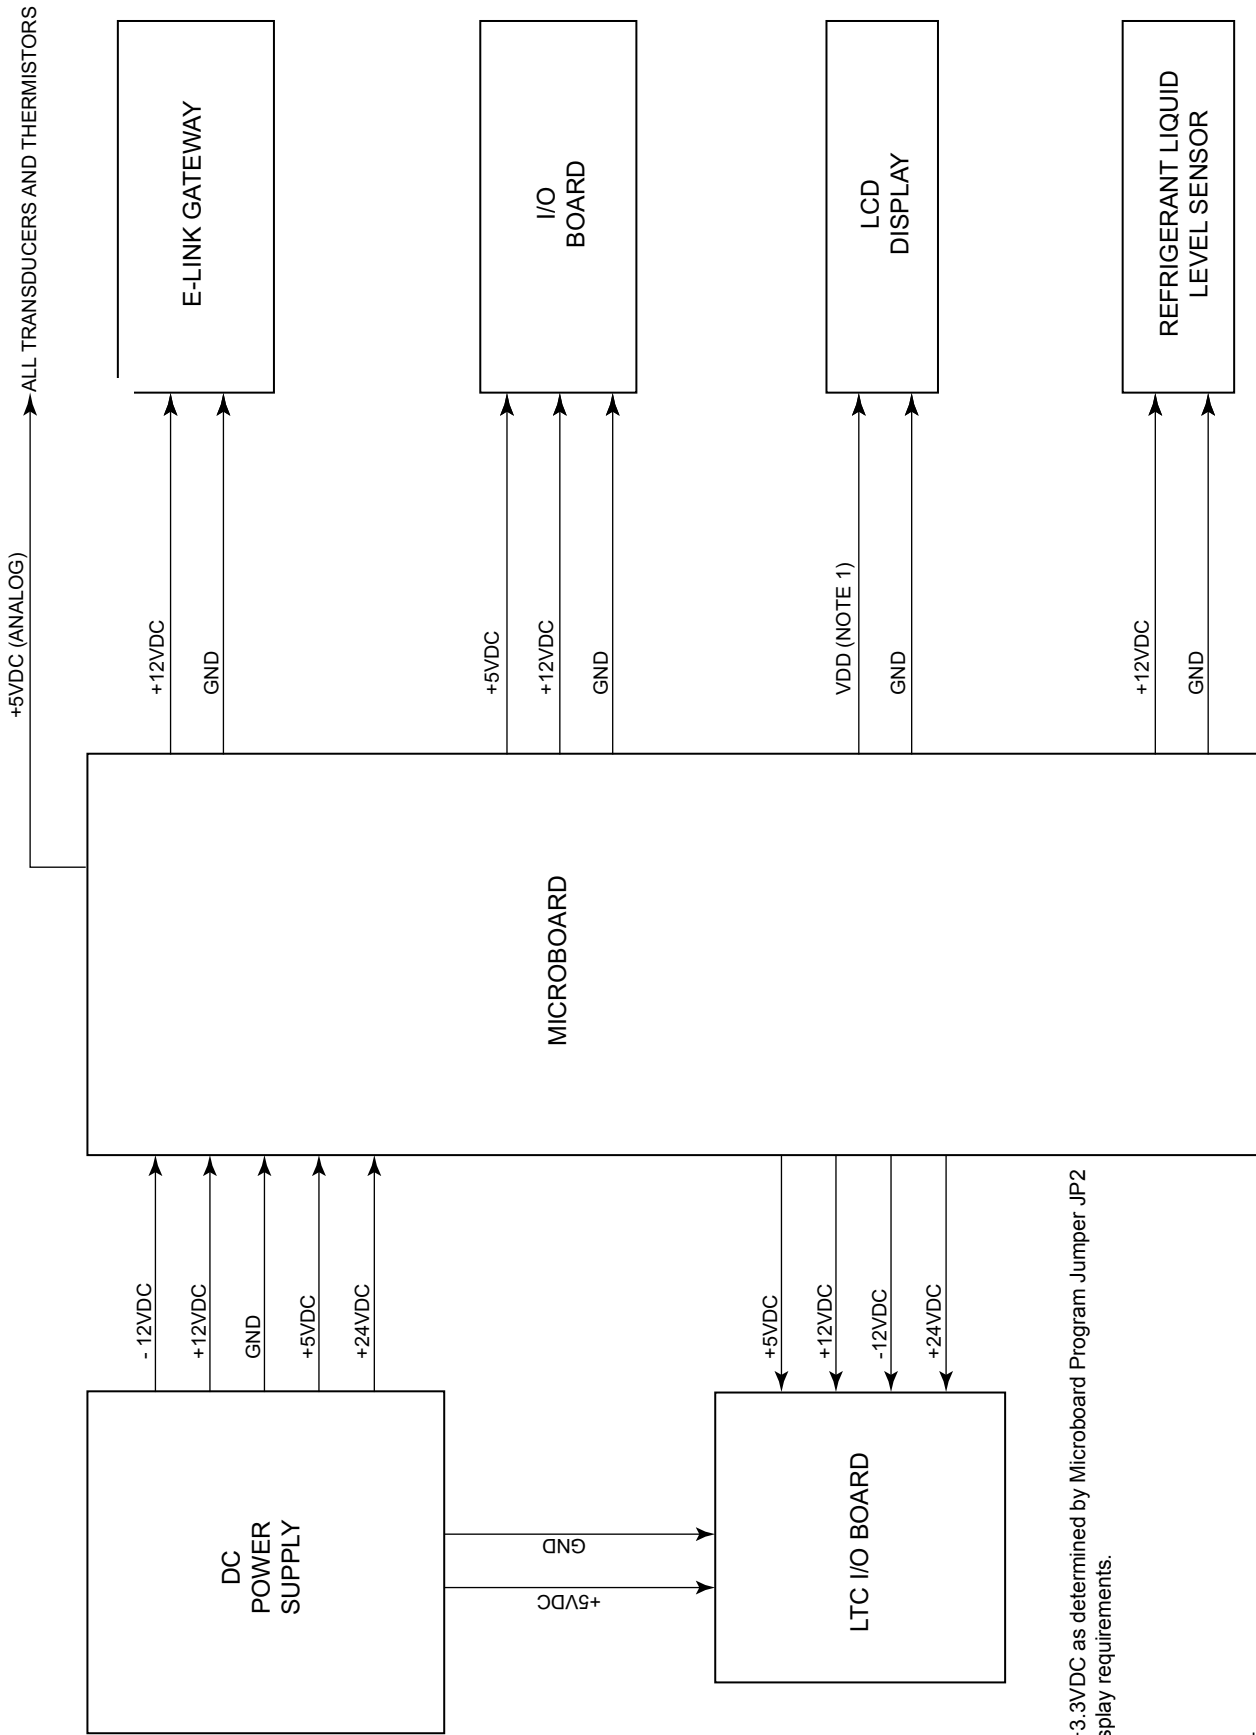 +5VDC (ANALOG)
ALL TRANSDUCERS AND THERMISTORS
DC
POWER
SUPPLY
- 12VDC
+12VDC
GND
+5VDC
+24VDC
+5VDC
GND
LTC I/O BOARD
+5VDC
+12VDC
-12VDC
+24VDC
MICROBOARD
+12VDC
GND
E-LINK GATEWAY
+5VDC
+12VDC
GND
I/O
BOARD
VDD (NOTE 1)
GND
LCD
DISPLAY
+12VDC
GND
REFRIGERANT LIQUID
LEVEL SENSOR
3.3VDC as determined by Microboard Program Jumper JP2
splay requirements.